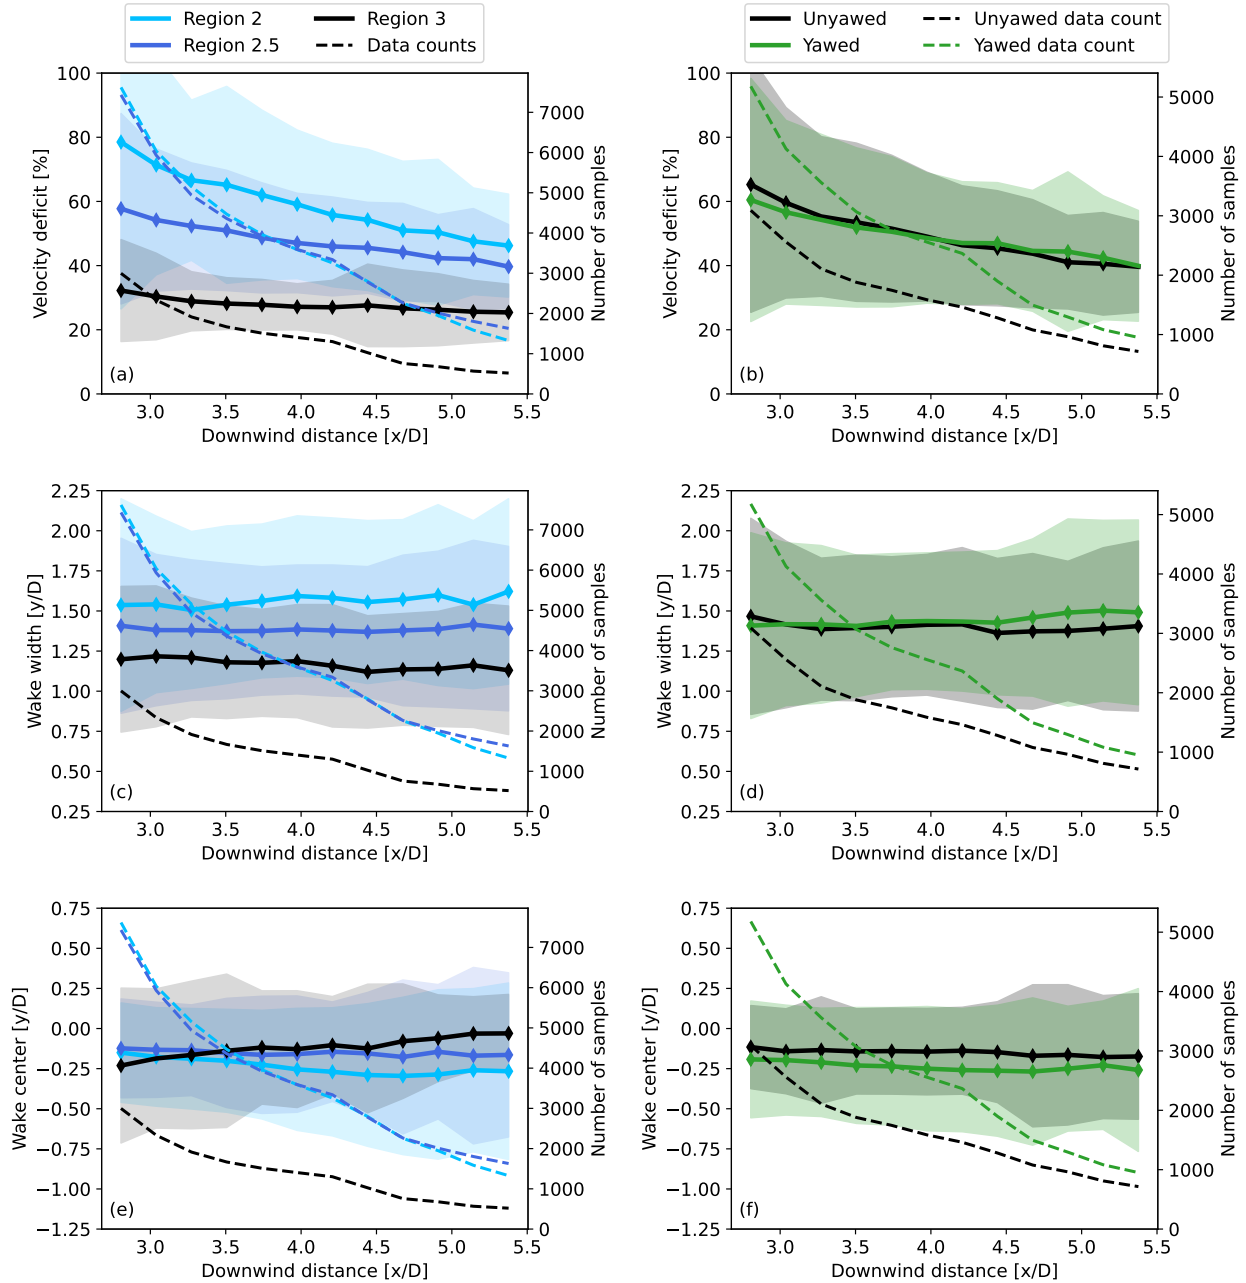 Region 2
Region 2.5
Region 3
Data counts
Unyawed
Yawed
Unyawed data count
Yawed data count
100
80
60
40
20
0
Velocity deficit [%]
(a)
7000
6000
5000
4000
3000
2000
1000
0
Number of samples
3.0 3.5 4.0 4.5 5.0 5.5
Downwind distance [x/D]
100
80
60
40
20
0
Velocity deficit [%]
(b)
5000
4000
3000
2000
1000
0
Number of samples
3.0 3.5 4.0 4.5 5.0 5.5
Downwind distance [x/D]
2.25
2.00
1.75
1.50
1.25
1.00
0.75
0.50
0.25
Wake width [y/D]
(c)
7000
6000
5000
4000
3000
2000
1000
0
Number of samples
3.0 3.5 4.0 4.5 5.0 5.5
Downwind distance [x/D]
2.25
2.00
1.75
1.50
1.25
1.00
0.75
0.50
0.25
Wake width [y/D]
(d)
5000
4000
3000
2000
1000
0
Number of samples
3.0 3.5 4.0 4.5 5.0 5.5
Downwind distance [x/D]
0.75
0.50
0.25
0.00
−0.25
−0.50
−0.75
−1.00
−1.25
Wake center [y/D]
(e)
7000
6000
5000
4000
3000
2000
1000
0
Number of samples
3.0 3.5 4.0 4.5 5.0 5.5
Downwind distance [x/D]
0.75
0.50
0.25
0.00
−0.25
−0.50
−0.75
−1.00
−1.25
Wake center [y/D]
(f)
5000
4000
3000
2000
1000
0
Number of samples
3.0 3.5 4.0 4.5 5.0 5.5
Downwind distance [x/D]